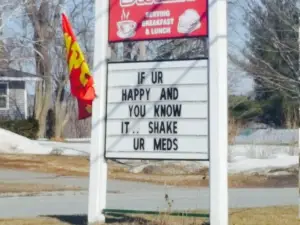 SERVING
BREAKFAST
& LUNCH
IF UR
HAPPY AND
YOU KNOW
IT.. SHAKE
UR MEDS